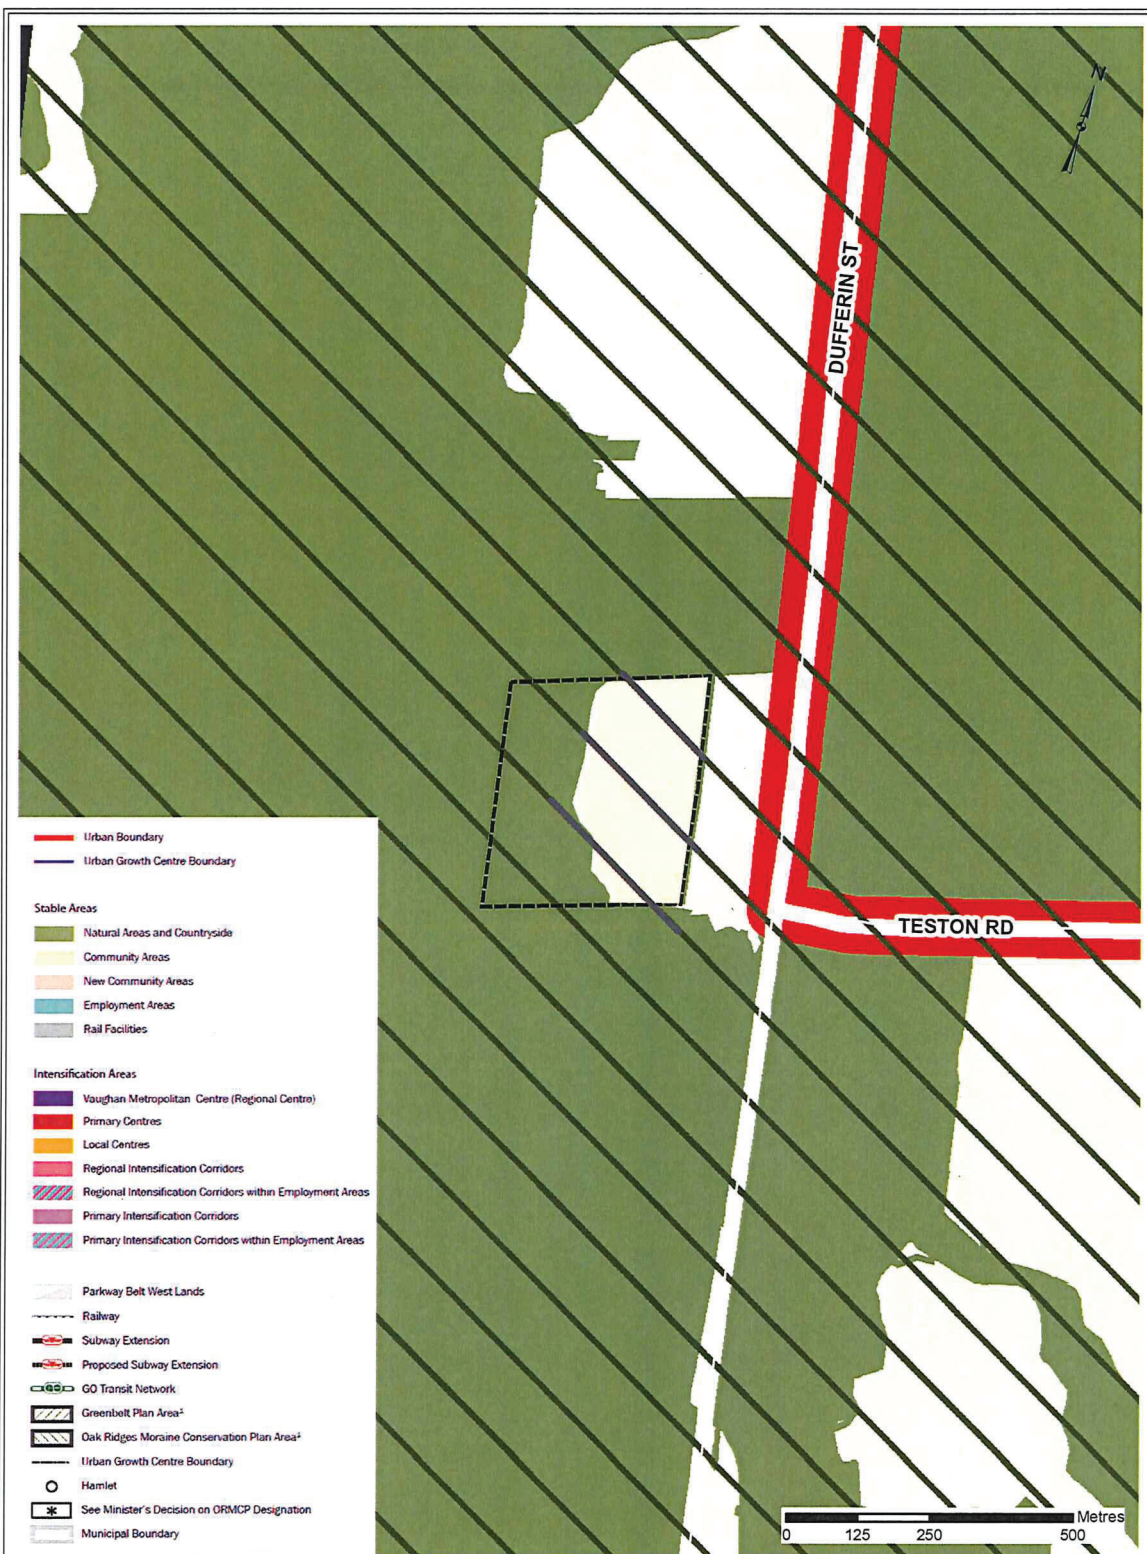 N
DUFFERIN ST
TESTON RD
Urban Boundary
Urban Growth Centre Boundary
Stable Areas
Natural Areas and Countryside
Community Areas
New Community Areas
Employment Areas
Rail Facilities
Intensification Areas
Vaughan Metropolitan Centre (Regional Centre)
Primary Centres
Local Centres
Regional Intensification Corridors
Regional Intensification Corridors within Employment Areas
Primary Intensification Corridors
Primary Intensification Corridors within Employment Areas
Parkway Belt West Lands
Railway
Subway Extension
Proposed Subway Extension
GO Transit Network
Greenbelt Plan Area²
Oak Ridges Moraine Conservation Plan Area²
Urban Growth Centre Boundary
Hamlet
* See Minister's Decision on ORMCP Designation
Municipal Boundary
Metres
0 125 250 500